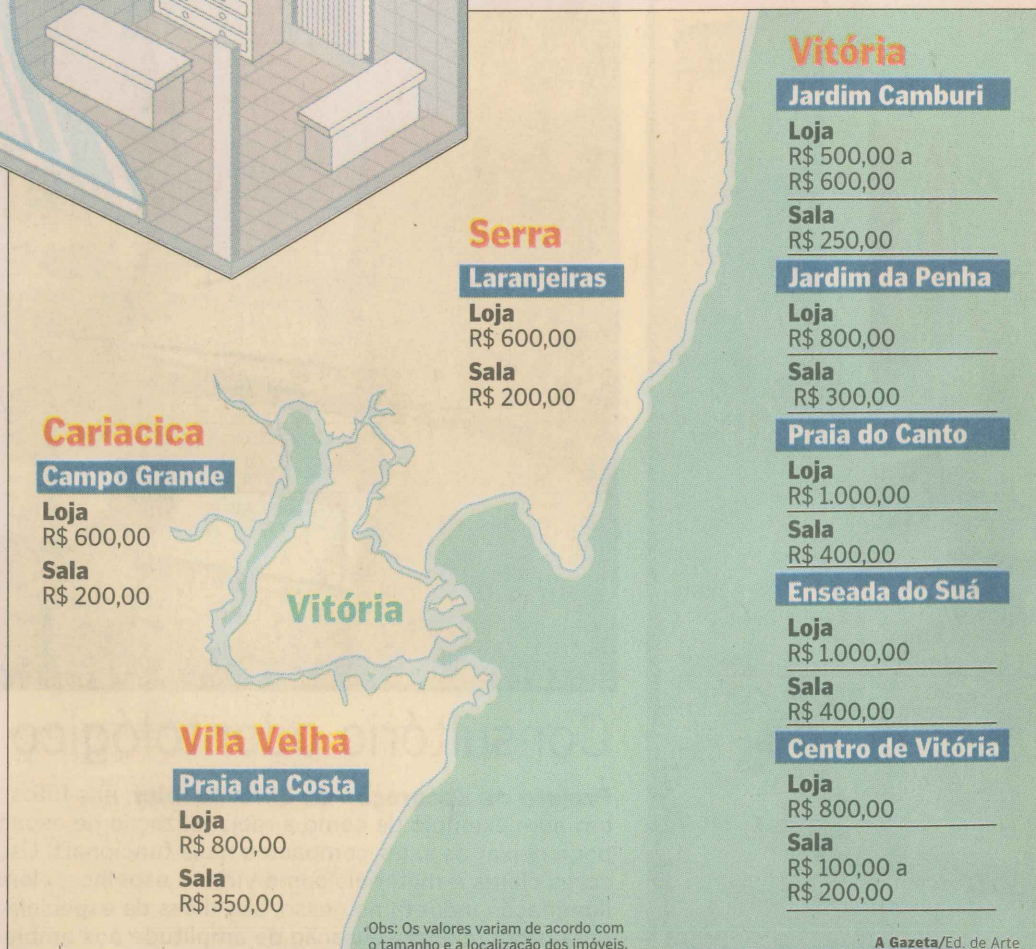 Vitória
Jardim Camburi
Loja
R$ 500,00 a
R$ 600,00
Sala
R$ 250,00
Jardim da Penha
Loja
R$ 800,00
Sala
R$ 300,00
Praia do Canto
Loja
R$ 1.000,00
Sala
R$ 400,00
Enseada do Suá
Loja
R$ 1.000,00
Sala
R$ 400,00
Centro de Vitória
Loja
R$ 800,00
Sala
R$ 100,00 a
R$ 200,00
Serra
Laranjeiras
Loja
R$ 600,00
Sala
R$ 200,00
Cariacica
Campo Grande
Loja
R$ 600,00
Sala
R$ 200,00
Vitória
Vila Velha
Praia da Costa
Loja
R$ 800,00
Sala
R$ 350,00
Obs: Os valores variam de acordo com
o tamanho e a localização dos imóveis.
A Gazeta/Ed. de Arte